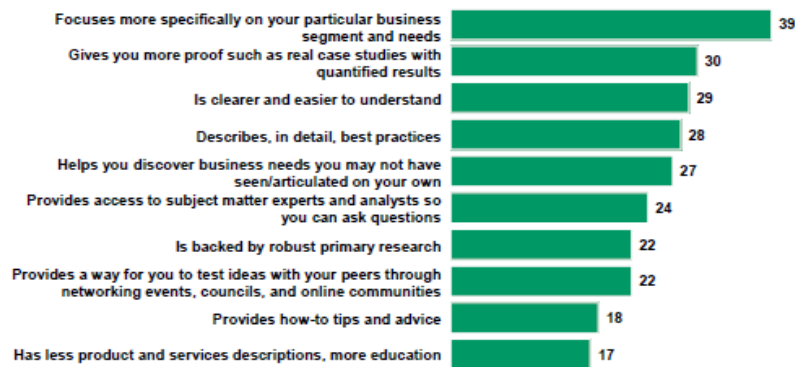 Focuses more specifically on your particular business
segment and needs
39
Gives you more proof such as real case studies with
quantified results
30
Is clearer and easier to understand
29
Describes, in detail, best practices
28
Helps you discover business needs you may not have
seen/articulated on your own
27
Provides access to subject matter experts and analysts so
you can ask questions
24
Is backed by robust primary research
22
Provides a way for you to test ideas with your peers through
networking events, councils, and online communities
22
Provides how-to tips and advice
18
Has less product and services descriptions, more education
17